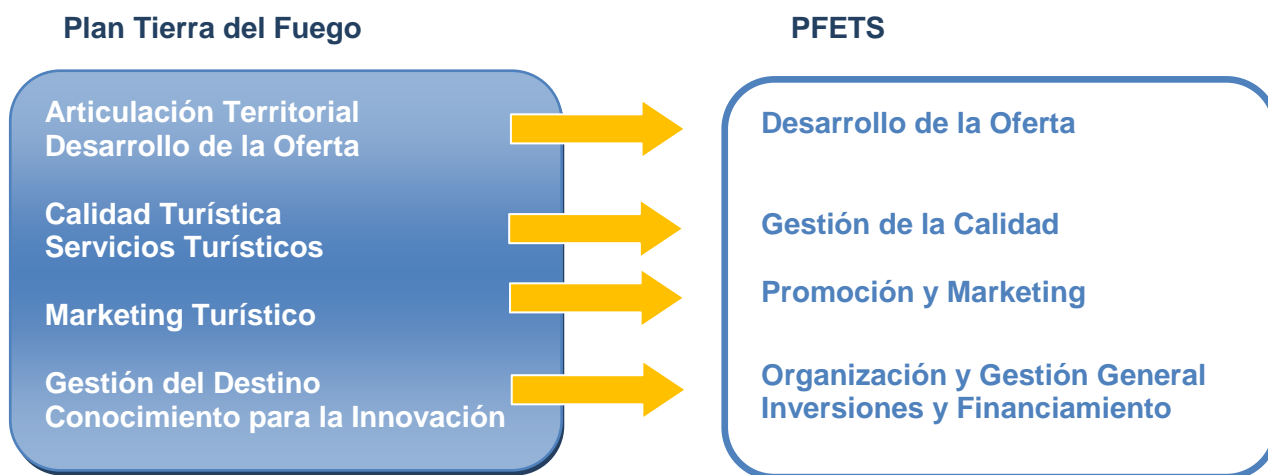 Plan Tierra del Fuego
PFETS
Articulación Territorial
Desarrollo de la Oferta
Calidad Turística
Servicios Turísticos
Marketing Turístico
Gestión del Destino
Conocimiento para la Innovación
Desarrollo de la Oferta
Gestión de la Calidad
Promoción y Marketing
Organización y Gestión General
Inversiones y Financiamiento